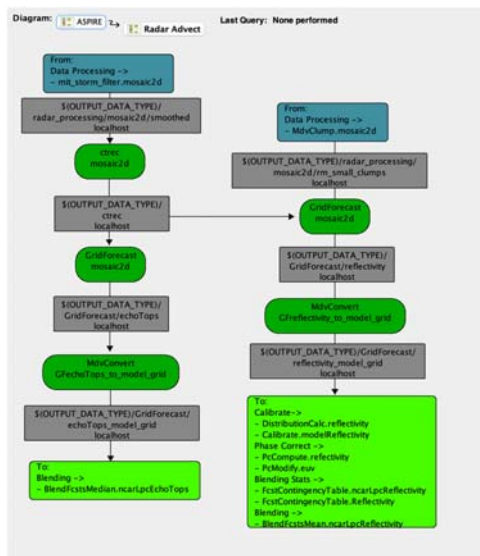 Diagram: ASPIRE Radar Advect Last Query: None performed
From:
Data Processing ->
- mit_storm_filter.mosaic2d
$(OUTPUT_DATA_TYPE)/
radar_processing/mosaic2d/smoothed
localhost
ctrec
mosaic2d
$(OUTPUT_DATA_TYPE)/
ctrec
localhost
GridForecast
mosaic2d
$(OUTPUT_DATA_TYPE)/
GridForecast/echoTops
localhost
MdvConvert
GFechoTops_to_model_grid
$(OUTPUT_DATA_TYPE)/GridForecast/
echoTops_model_grid
localhost
To:
Blending ->
- BlendFcstsMedian.ncarLpcEchoTops
From:
Data Processing ->
- MdvClump.mosaic2d
$(OUTPUT_DATA_TYPE)/radar_processing/
mosaic2d/rm_small_clumps
localhost
GridForecast
mosaic2d
$(OUTPUT_DATA_TYPE)/
GridForecast/reflectivity
localhost
MdvConvert
GFreflectivity_to_model_grid
$(OUTPUT_DATA_TYPE)/GridForecast/
reflectivity_model_grid
localhost
To:
Calibrate->
- DistributionCalc.reflectivity
- Calibrate.modelReflectivity
Phase Correct ->
- PcCompute.refectivity
- PcModify.euv
Blending Stats ->
- FcstContingencyTable.ncarLpcReflectivity
- FcstContingencyTable.Reflectivity
Blending ->
- BlendFcstsMean.ncarLpcReflectivity